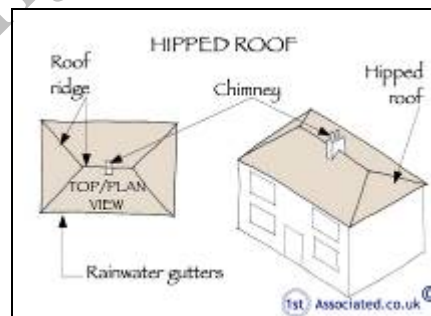 HIPPED ROOF
Roof
ridge
Chimney
Hipped
roof
TOP/PLAN
VIEW
Rainwater gutters
1st Associated.co.uk ©